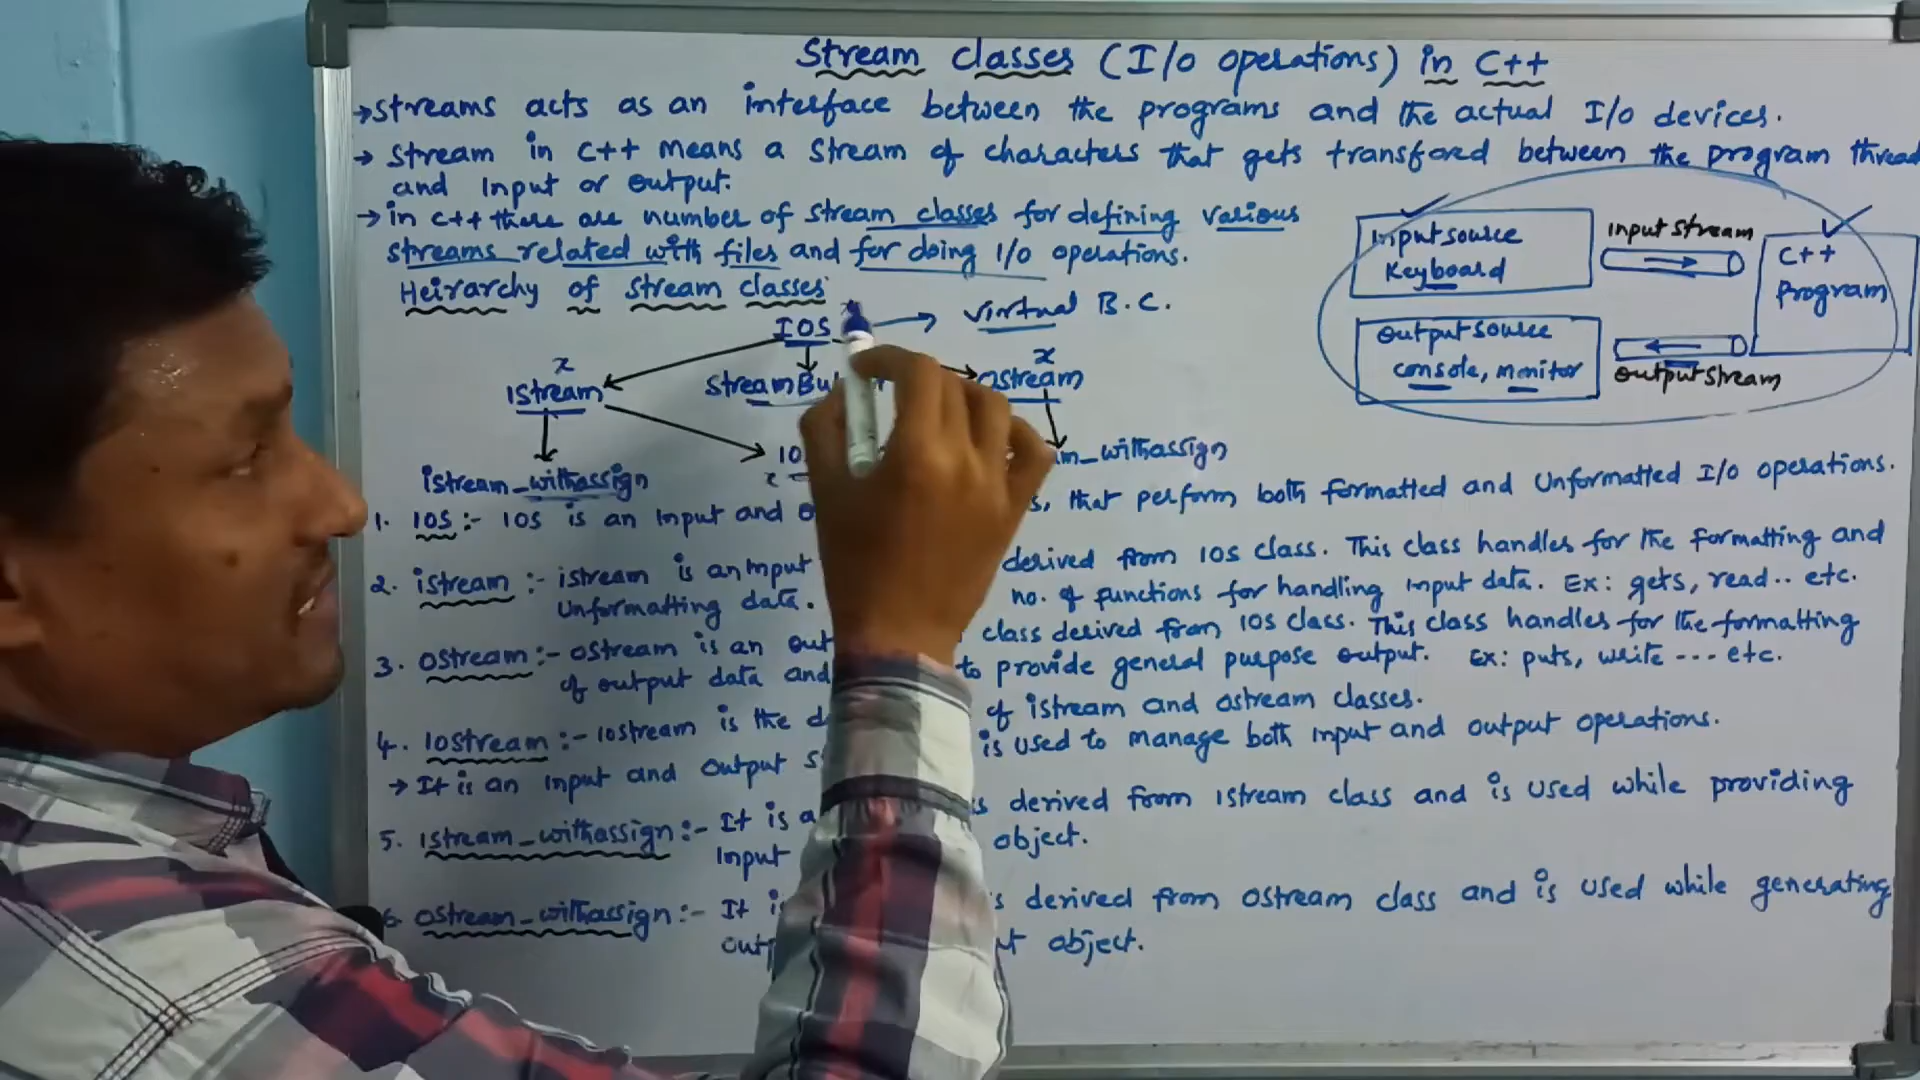 Stream classes (I/O operations) in C++
→ streams acts as an interface between the programs and the actual I/O devices.
→ stream in c++ means a stream of characters that gets transfored between the program thread
and input or output.
→ in c++ there are number of stream classes for defining various
streams related with files and for doing I/O operations.
Input source
Keyboard
Input stream
C++
Program
Output source
console, monitor
Output stream
Heirarchy of stream classes
IOS → virtual B.C.
x
x
istream
ostream
istream_withassign
withassign
x
1. IOS :- IOS is an input and
, that perform both formatted and unformatted I/O operations.
2. istream :- istream is an input
derived from IOS class. This class handles for the formatting and
unformatting data.
no. of functions for handling input data. Ex: gets, read.. etc.
3. ostream :- ostream is an
class derived from IOS class. This class handles for the formatting
of output data and
to provide general purpose output. Ex: puts, write --- etc.
4. iostream :- iostream is the
of istream and ostream classes.
→ It is an input and output
is used to manage both input and output operations.
5. istream_withassign :- It is
derived from istream class and is used while providing
input
object.
6. ostream_withassign :- It
derived from ostream class and is used while generating
object.